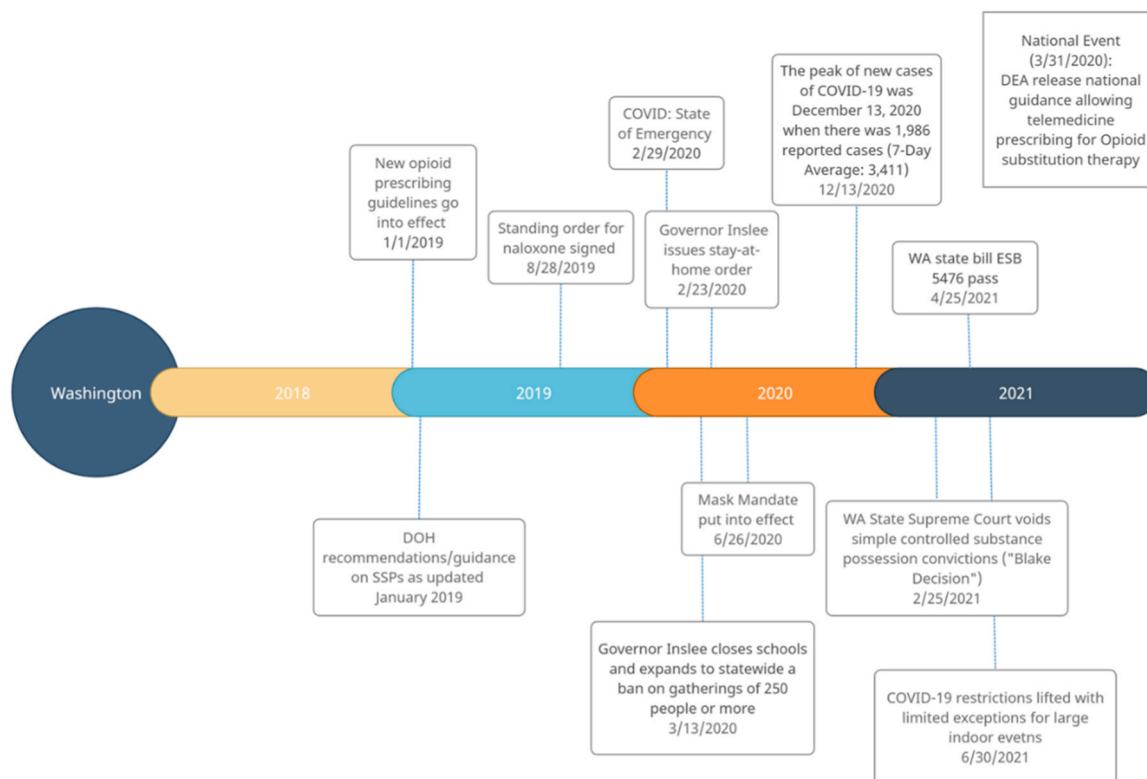 National Event
(3/31/2020):
DEA release national
guidance allowing
telemedicine
prescribing for Opioid
substitution therapy
The peak of new cases
of COVID-19 was
December 13, 2020
when there was 1,986
reported cases (7-Day
Average: 3,411)
12/13/2020
COVID: State
of Emergency
2/29/2020
New opioid
prescribing
guidelines go
into effect
1/1/2019
Standing order for
naloxone signed
8/28/2019
Governor Inslee
issues stay-at-
home order
2/23/2020
WA state bill ESB
5476 pass
4/25/2021
Washington
2018
2019
2020
2021
DOH
recommendations/guidance
on SSPs as updated
January 2019
Mask Mandate
put into effect
6/26/2020
WA State Supreme Court voids
simple controlled substance
possession convictions ("Blake
Decision")
2/25/2021
Governor Inslee closes schools
and expands to statewide a
ban on gatherings of 250
people or more
3/13/2020
COVID-19 restrictions lifted with
limited exceptions for large
indoor evetns
6/30/2021